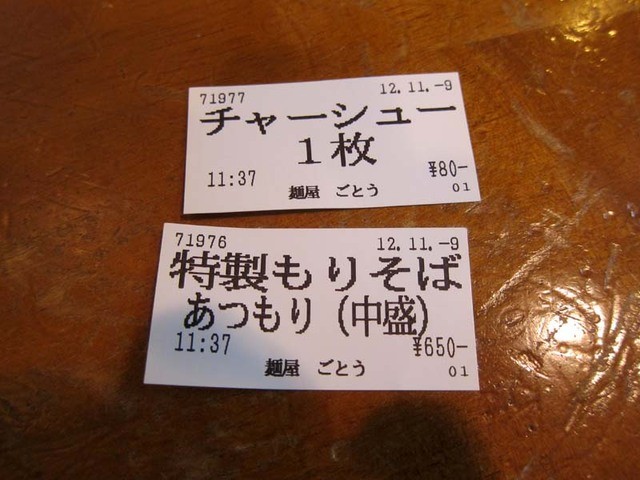 71977 12.11.-9
チャーシュー
1枚
11:37 ¥80-
麺屋 ごとう 01
71976 12.11.-9
特製もりそば
あつもり (中盛)
11:37 ¥650-
麺屋 ごとう 01